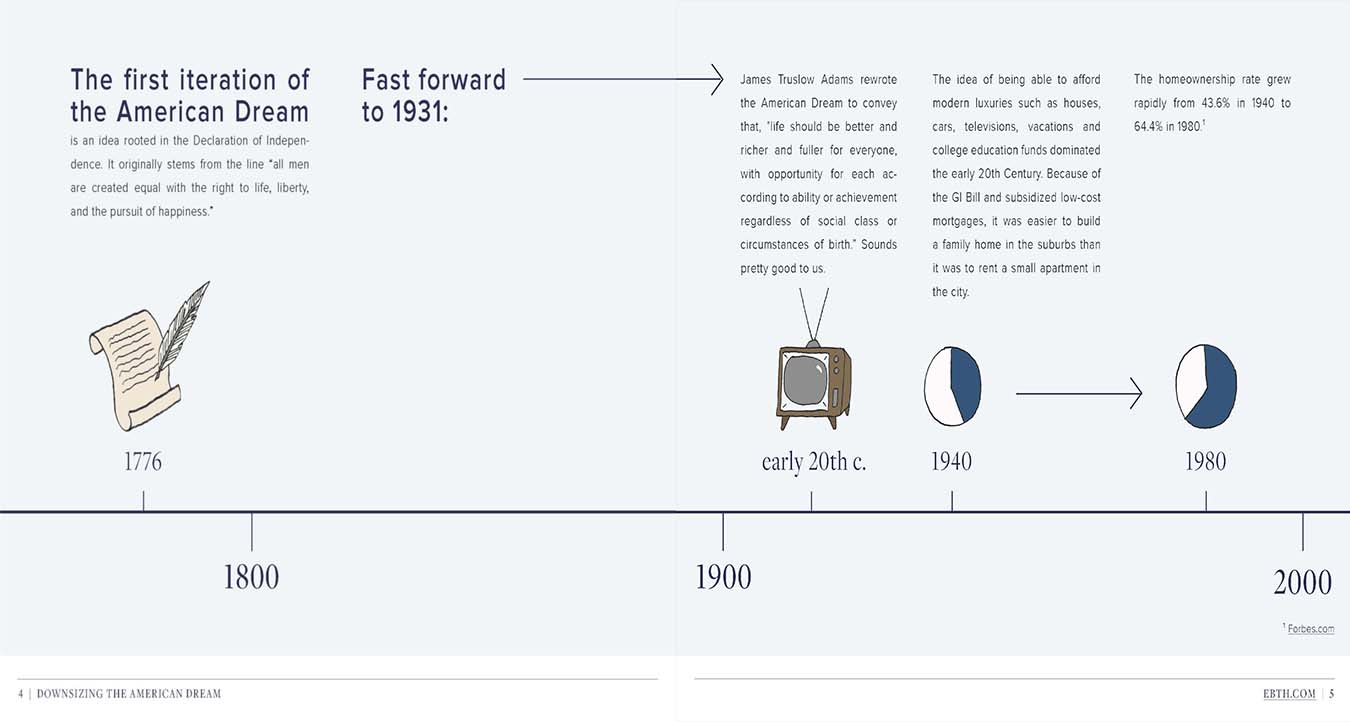 The first iteration of
the American Dream
is an idea rooted in the Declaration of Indepen-
dence. It originally stems from the line “all men
are created equal with the right to life, liberty,
and the pursuit of happiness.”
Fast forward
to 1931:
James Truslow Adams rewrote
the American Dream to convey
that, “life should be better and
richer and fuller for everyone,
with opportunity for each ac-
cording to ability or achievement
regardless of social class or
circumstances of birth.” Sounds
pretty good to us.
The idea of being able to afford
modern luxuries such as houses,
cars, televisions, vacations and
college education funds dominated
the early 20th Century. Because of
the GI Bill and subsidized low-cost
mortgages, it was easier to build
a family home in the suburbs than
it was to rent a small apartment in
the city.
The homeownership rate grew
rapidly from 43.6% in 1940 to
64.4% in 1980.¹
1776
early 20th c.
1940
1980
1800
1900
2000
¹ Forbes.com
4 | DOWNSIZING THE AMERICAN DREAM
EBTH.COM | 5